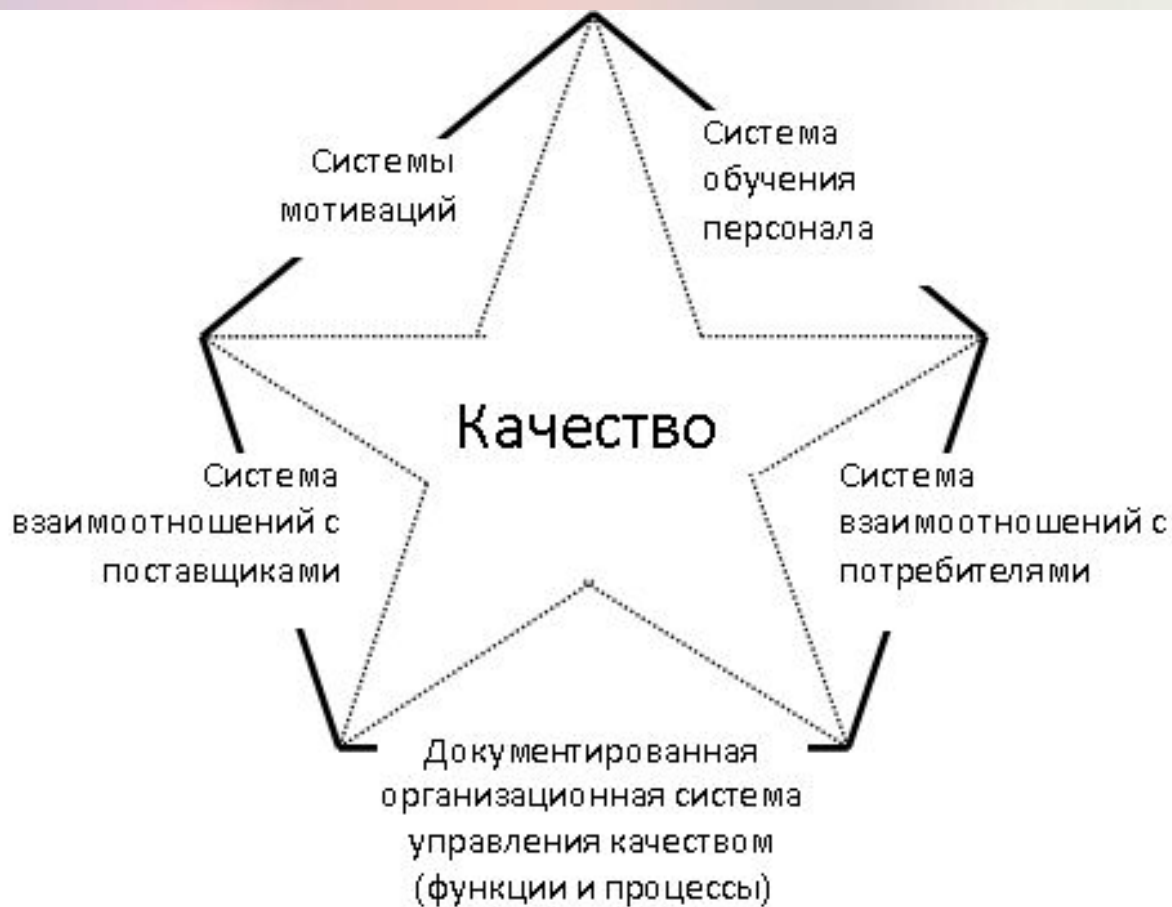 Системы
мотиваций
Система
обучения
персонала
Качество
Система
взаимоотношений с
поставщиками
Система
взаимоотношений с
потребителями
Документированная
организационная система
управления качеством
(функции и процессы)